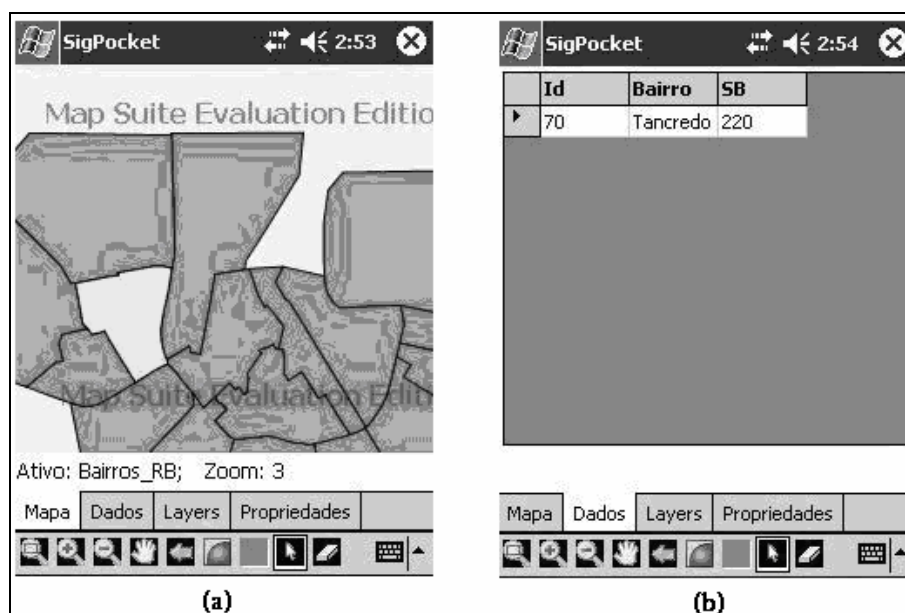 SigPocket 2:53
Map Suite Evaluation Editio
Map Suite Evaluation Editi
Ativo: Bairros_RB; Zoom: 3
Mapa Dados Layers Propriedades
(a)
SigPocket 2:54
Id Bairro SB
70 Tancredo 220
Mapa Dados Layers Propriedades
(b)